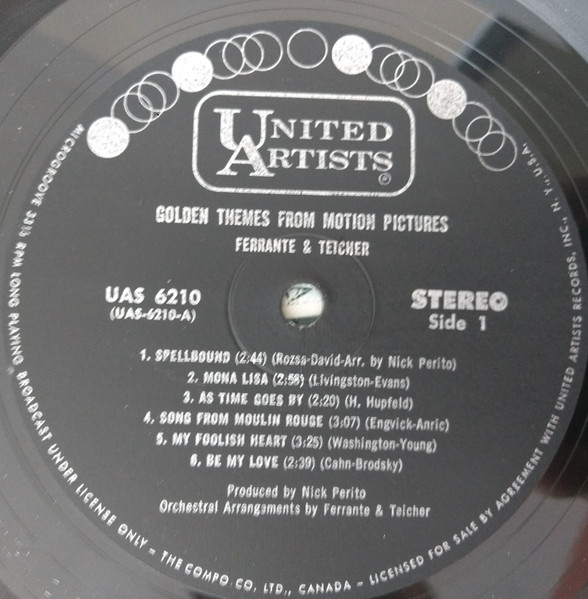 UNITED
ARTISTS
®
GOLDEN THEMES FROM MOTION PICTURES
FERRANTE & TEICHER
UAS 6210
(UAS-6210-A)
STEREO
Side 1
1. SPELLBOUND (2:44) (Rozsa-David-Arr. by Nick Perito)
2. MONA LISA (2:58) (Livingston-Evans)
3. AS TIME GOES BY (2:20) (H. Hupfeld)
4. SONG FROM MOULIN ROUGE (3:07) (Engvick-Anric)
5. MY FOOLISH HEART (3:25) (Washington-Young)
6. BE MY LOVE (2:39) (Cahn-Brodsky)
Produced by Nick Perito
Orchestral Arrangements by Ferrante & Teicher
MICROGROOVE 33⅓ RPM LONG PLAYING BROADCAST UNDER LICENSE ONLY – THE COMPO CO, LTD., CANADA – LICENSED FOR SALE BY AGREEMENT WITH UNITED ARTISTS RECORDS, INC., N. Y., U.S.A.